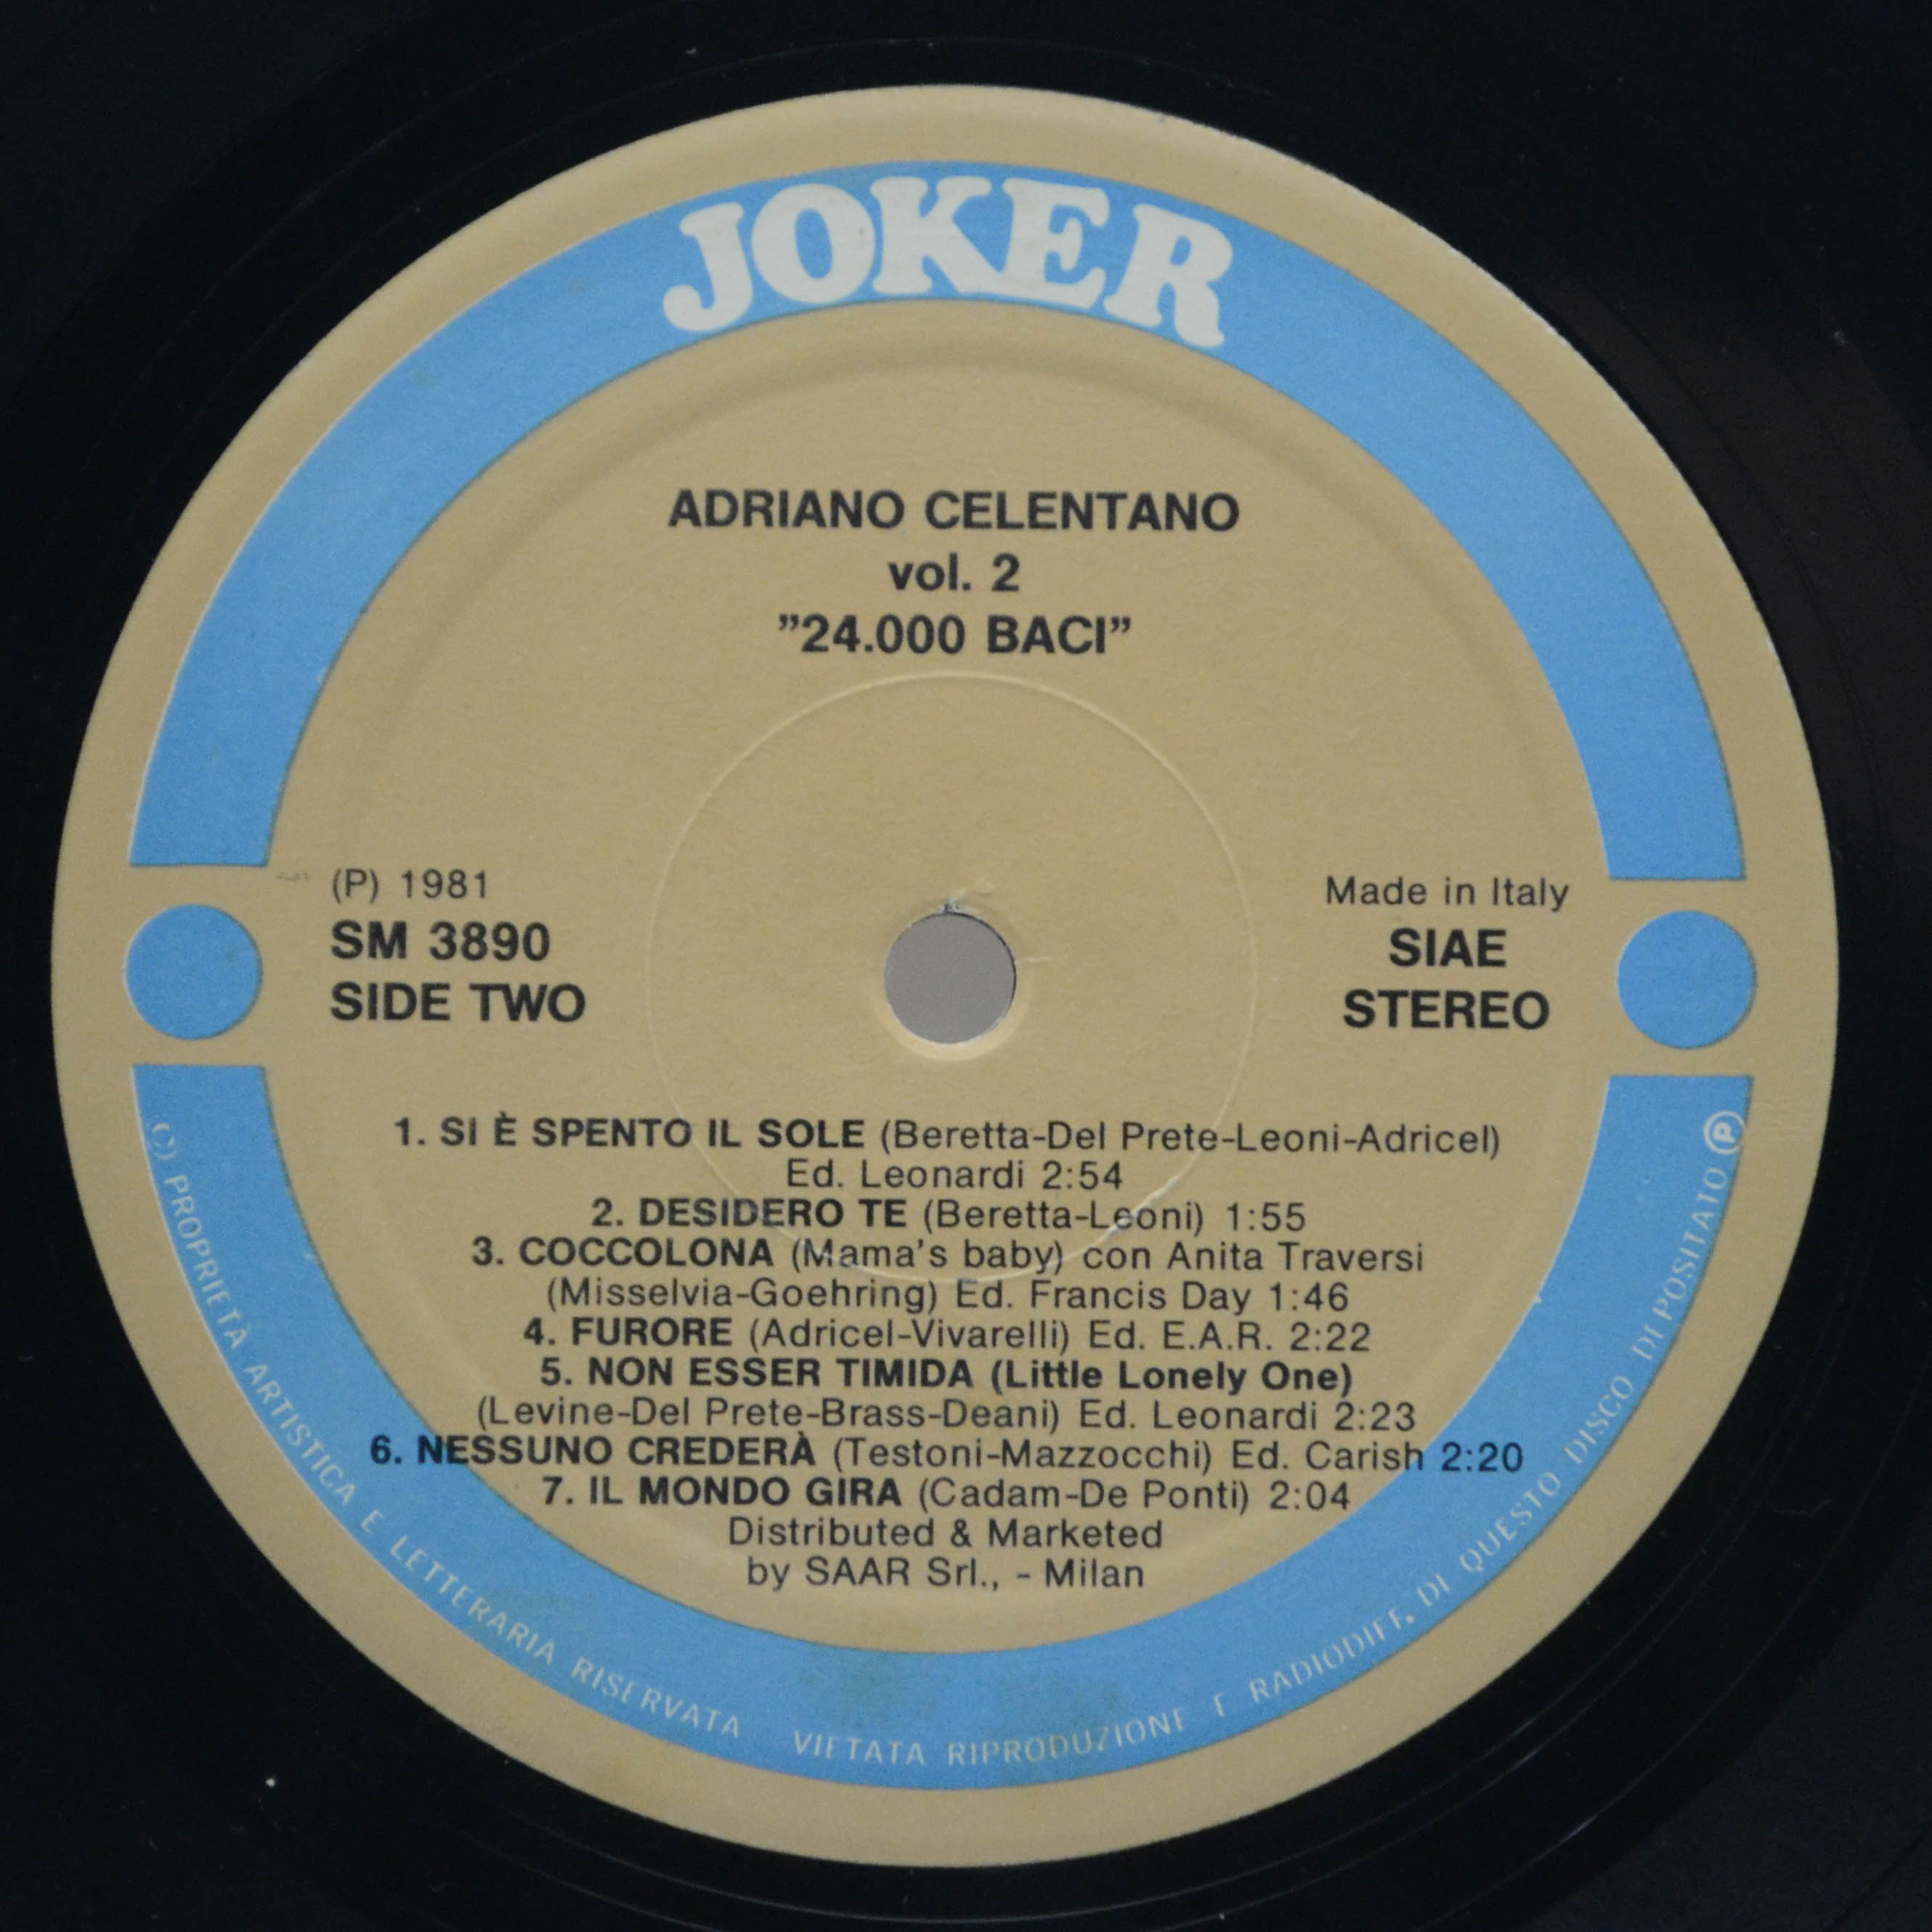 JOKER
ADRIANO CELENTANO
vol. 2
”24.000 BACI”
(P) 1981
SM 3890
SIDE TWO
Made in Italy
SIAE
STEREO
1. SI È SPENTO IL SOLE (Beretta-Del Prete-Leoni-Adricel)
Ed. Leonardi 2:54
2. DESIDERO TE (Beretta-Leoni) 1:55
3. COCCOLONA (Mama's baby) con Anita Traversi
(Misselvia-Goehring) Ed. Francis Day 1:46
4. FURORE (Adricel-Vivarelli) Ed. E.A.R. 2:22
5. NON ESSER TIMIDA (Little Lonely One)
(Levine-Del Prete-Brass-Deani) Ed. Leonardi 2:23
6. NESSUNO CREDERÀ (Testoni-Mazzocchi) Ed. Carish 2:20
7. IL MONDO GIRA (Cadam-De Ponti) 2:04
Distributed & Marketed
by SAAR Srl., - Milan
(C) PROPRIETÀ ARTISTICA E LETTERARIA RISERVATA VIETATA RIPRODUZIONE E RADIODIFF. DI QUESTO DISCO DI POSITATO Ⓟ